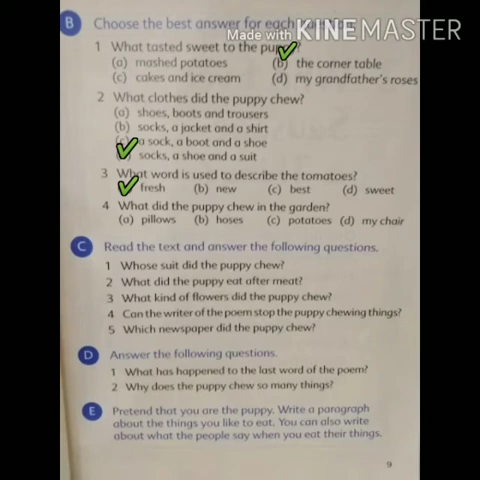 Made with KINEMASTER
B Choose the best answer for each
1 What tasted sweet to the puppy?
(a) mashed potatoes (b) the corner table
(c) cakes and ice cream (d) my grandfather's roses
2 What clothes did the puppy chew?
(a) shoes, boots and trousers
(b) socks, a jacket and a shirt
(c) a sock, a boot and a shoe
socks, a shoe and a suit
3 What word is used to describe the tomatoes?
fresh (b) new (c) best (d) sweet
4 What did the puppy chew in the garden?
(a) pillows (b) hoses (c) potatoes (d) my chair
C Read the text and answer the following questions.
1 Whose suit did the puppy chew?
2 What did the puppy eat after meat?
3 What kind of flowers did the puppy chew?
4 Can the writer of the poem stop the puppy chewing things?
5 Which newspaper did the puppy chew?
D Answer the following questions.
1 What has happened to the last word of the poem?
2 Why does the puppy chew so many things?
E Pretend that you are the puppy. Write a paragraph
about the things you like to eat. You can also write
about what the people say when you eat their things.
9